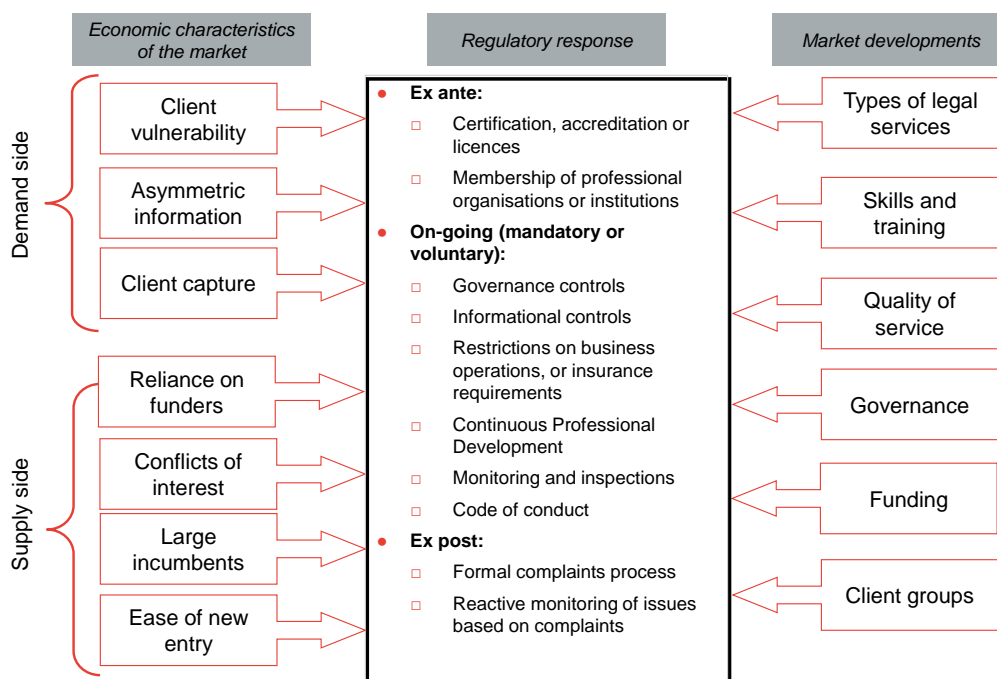 Economic characteristics
of the market
Regulatory response
Market developments
Demand side
Client
vulnerability
Asymmetric
information
Client capture
Supply side
Reliance on
funders
Conflicts of
interest
Large
incumbents
Ease of new
entry
• Ex ante:
□ Certification, accreditation or
licences
□ Membership of professional
organisations or institutions
• On-going (mandatory or
voluntary):
□ Governance controls
□ Informational controls
□ Restrictions on business
operations, or insurance
requirements
□ Continuous Professional
Development
□ Monitoring and inspections
□ Code of conduct
• Ex post:
□ Formal complaints process
□ Reactive monitoring of issues
based on complaints
Types of legal
services
Skills and
training
Quality of
service
Governance
Funding
Client groups